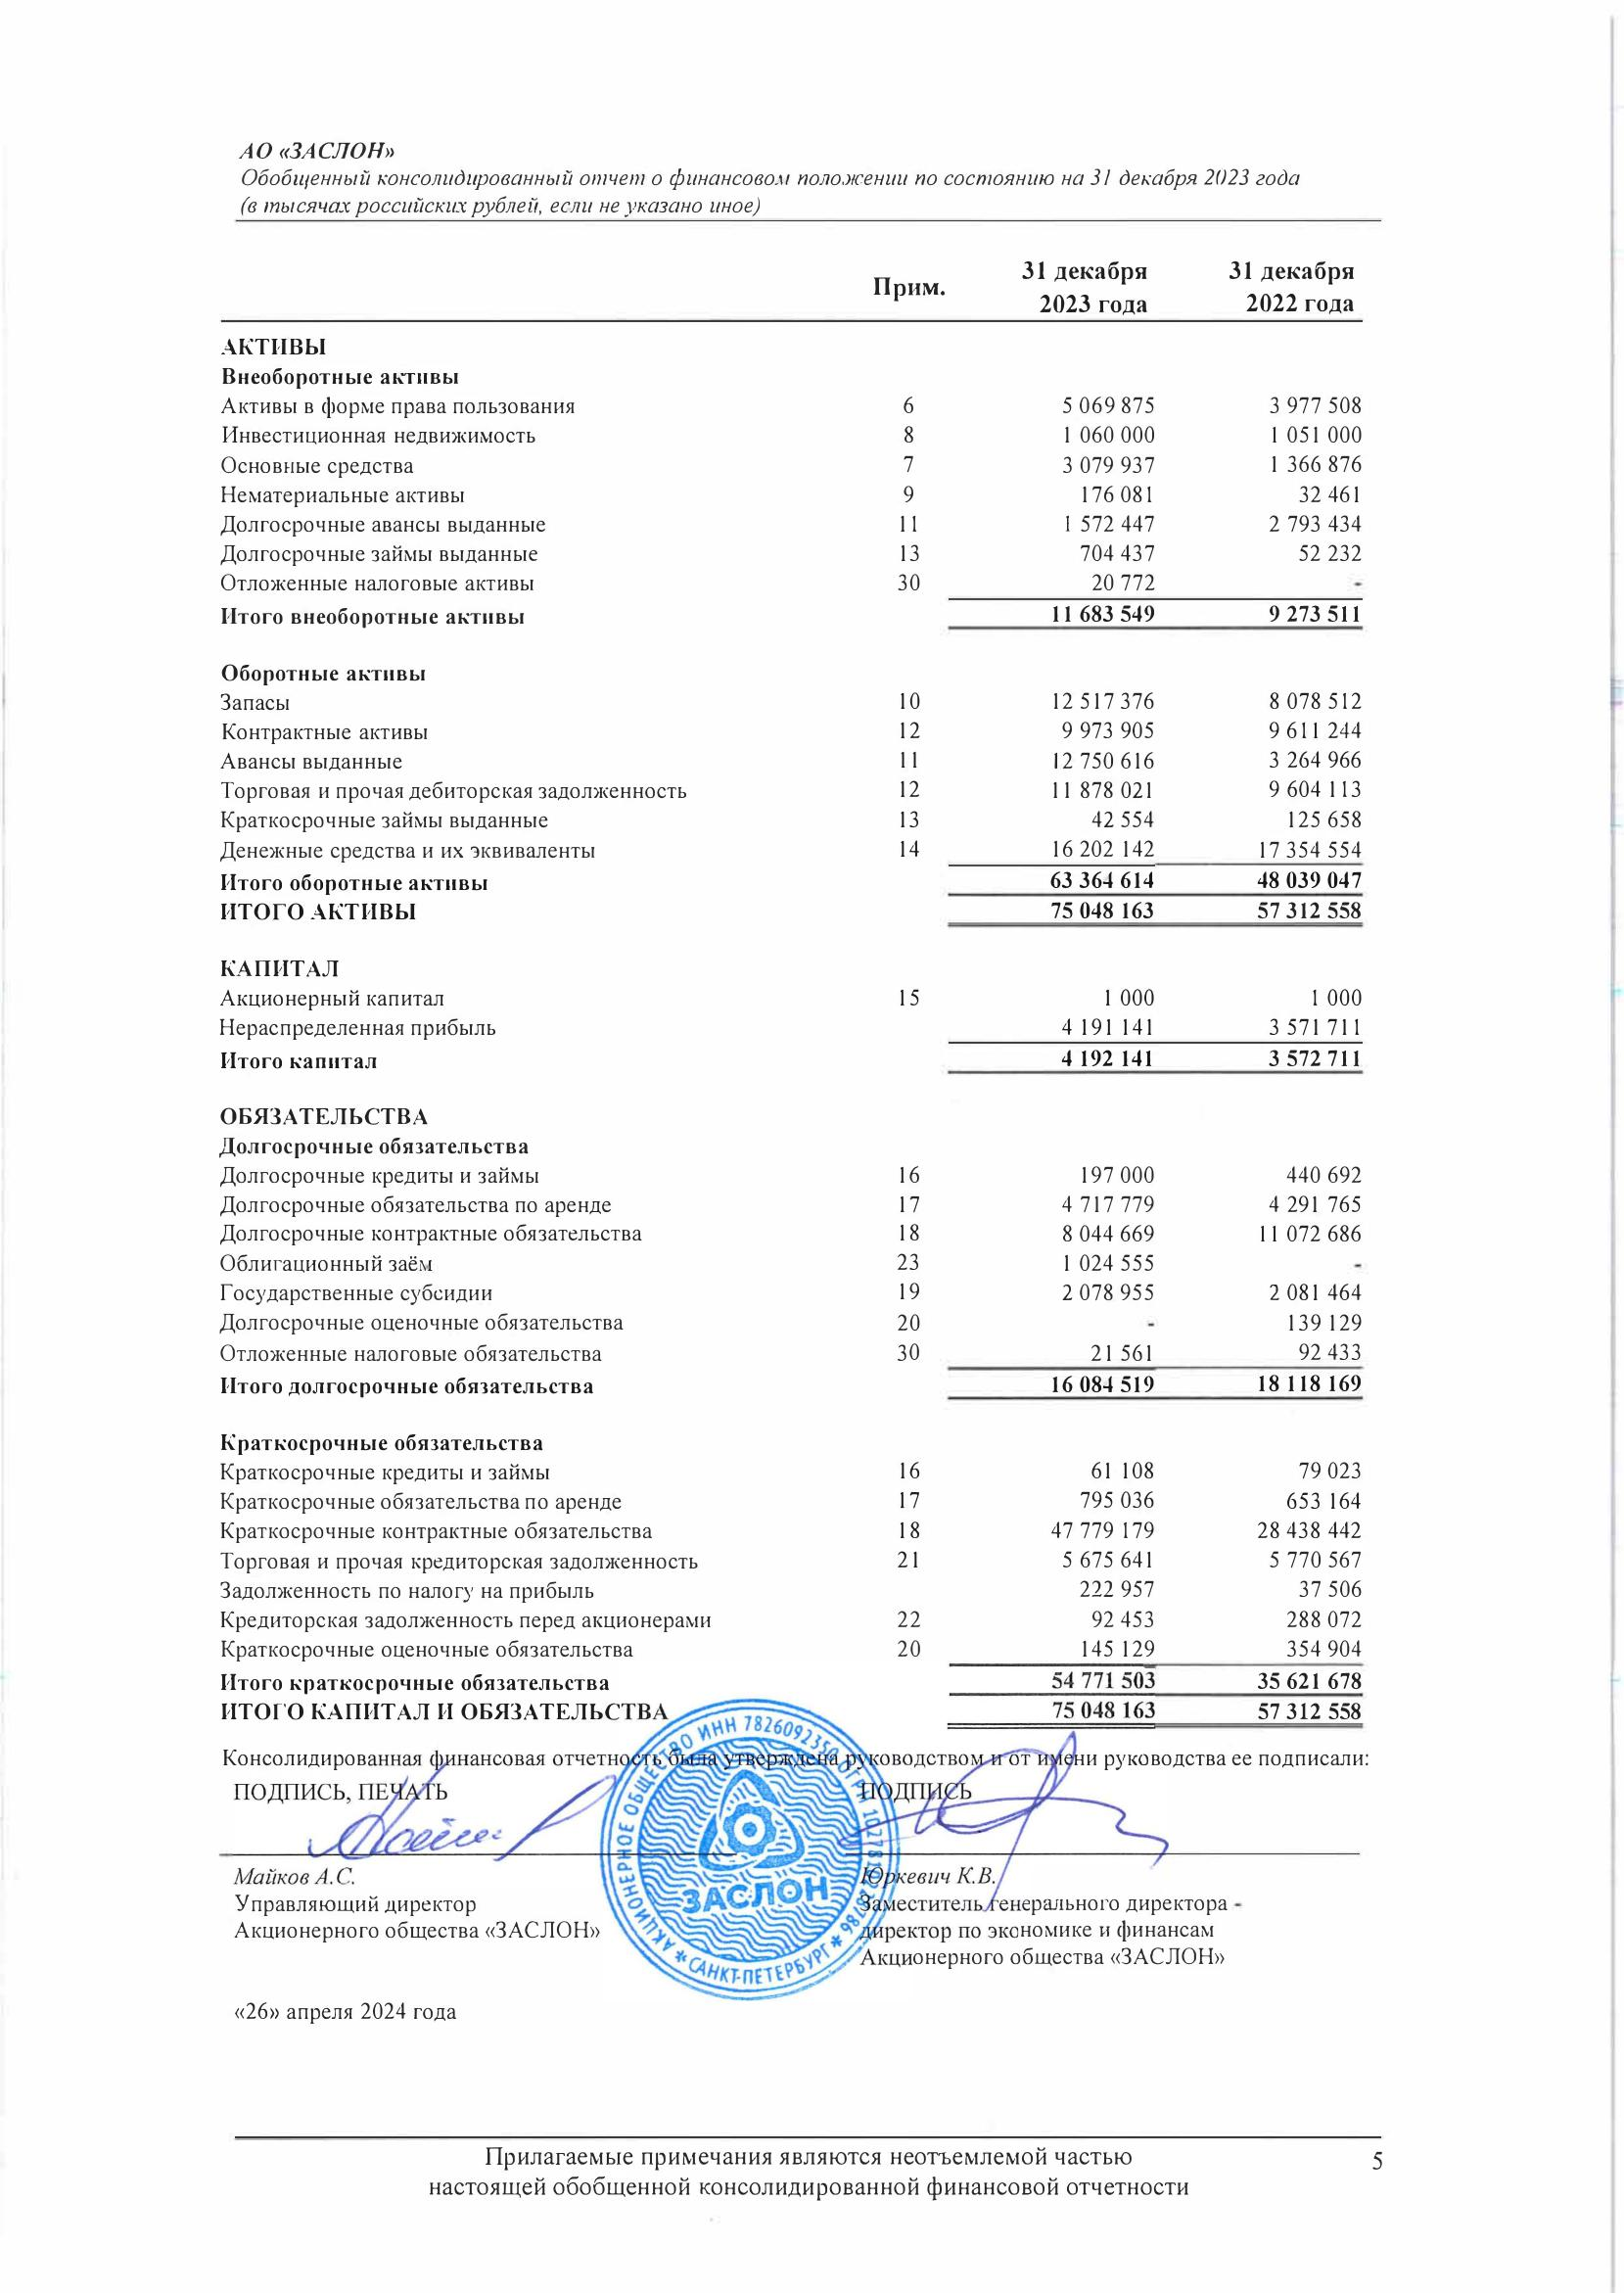 АО «ЗАСЛОН»
Обобщенный консолидированный отчет о финансовом положении по состоянию на 31 декабря 2023 года
(в тысячах российских рублей, если не указано иное)
Прим. 31 декабря 2023 года 31 декабря 2022 года
АКТИВЫ
Внеоборотные активы
Активы в форме права пользования 6 5 069 875 3 977 508
Инвестиционная недвижимость 8 1 060 000 1 051 000
Основные средства 7 3 079 937 1 366 876
Нематериальные активы 9 176 081 32 461
Долгосрочные авансы выданные 11 1 572 447 2 793 434
Долгосрочные займы выданные 13 704 437 52 232
Отложенные налоговые активы 30 20 772 -
Итого внеоборотные активы 11 683 549 9 273 511
Оборотные активы
Запасы 10 12 517 376 8 078 512
Контрактные активы 12 9 973 905 9 611 244
Авансы выданные 11 12 750 616 3 264 966
Торговая и прочая дебиторская задолженность 12 11 878 021 9 604 113
Краткосрочные займы выданные 13 42 554 125 658
Денежные средства и их эквиваленты 14 16 202 142 17 354 554
Итого оборотные активы 63 364 614 48 039 047
ИТОГО АКТИВЫ 75 048 163 57 312 558
КАПИТАЛ
Акционерный капитал 15 1 000 1 000
Нераспределенная прибыль 4 191 141 3 571 711
Итого капитал 4 192 141 3 572 711
ОБЯЗАТЕЛЬСТВА
Долгосрочные обязательства
Долгосрочные кредиты и займы 16 197 000 440 692
Долгосрочные обязательства по аренде 17 4 717 779 4 291 765
Долгосрочные контрактные обязательства 18 8 044 669 11 072 686
Облигационный заём 23 1 024 555 -
Государственные субсидии 19 2 078 955 2 081 464
Долгосрочные оценочные обязательства 20 - 139 129
Отложенные налоговые обязательства 30 21 561 92 433
Итого долгосрочные обязательства 16 084 519 18 118 169
Краткосрочные обязательства
Краткосрочные кредиты и займы 16 61 108 79 023
Краткосрочные обязательства по аренде 17 795 036 653 164
Краткосрочные контрактные обязательства 18 47 779 179 28 438 442
Торговая и прочая кредиторская задолженность 21 5 675 641 5 770 567
Задолженность по налогу на прибыль 222 957 37 506
Кредиторская задолженность перед акционерами 22 92 453 288 072
Краткосрочные оценочные обязательства 20 145 129 354 904
Итого краткосрочные обязательства 54 771 503 35 621 678
ИТОГО КАПИТАЛ И ОБЯЗАТЕЛЬСТВА 75 048 163 57 312 558
Консолидированная финансовая отчетность была утверждена руководством и от имени руководства ее подписали:
ПОДПИСЬ, ПЕЧАТЬ ПОДПИСЬ
АКЦИОНЕРНОЕ ОБЩЕСТВО ИНН 7826092350 ОГРН
* САНКТ-ПЕТЕРБУРГ *
ЗАСЛОН
Майков А.С. Юркевич К.В.
Управляющий директор Заместитель генерального директора -
Акционерного общества «ЗАСЛОН» директор по экономике и финансам
Акционерного общества «ЗАСЛОН»
«26» апреля 2024 года
Прилагаемые примечания являются неотъемлемой частью 5
настоящей обобщенной консолидированной финансовой отчетности